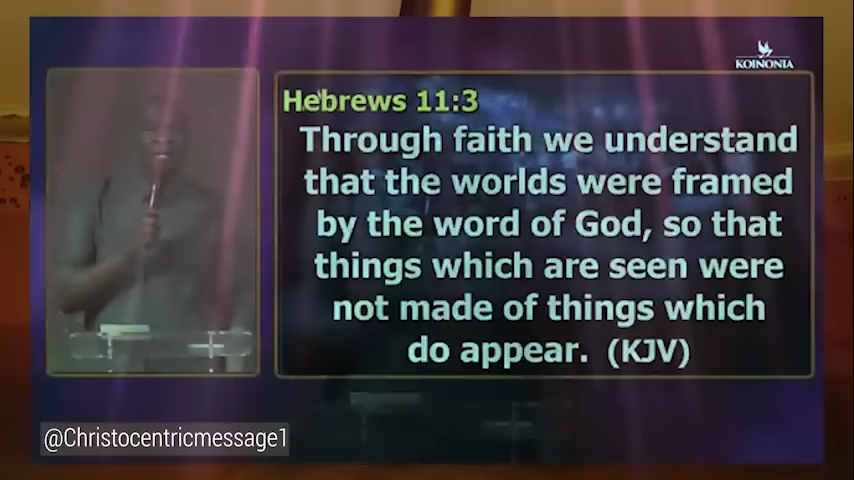 KOINONIA
Hebrews 11:3
Through faith we understand
that the worlds were framed
by the word of God, so that
things which are seen were
not made of things which
do appear. (KJV)
@Christocentricmessage1